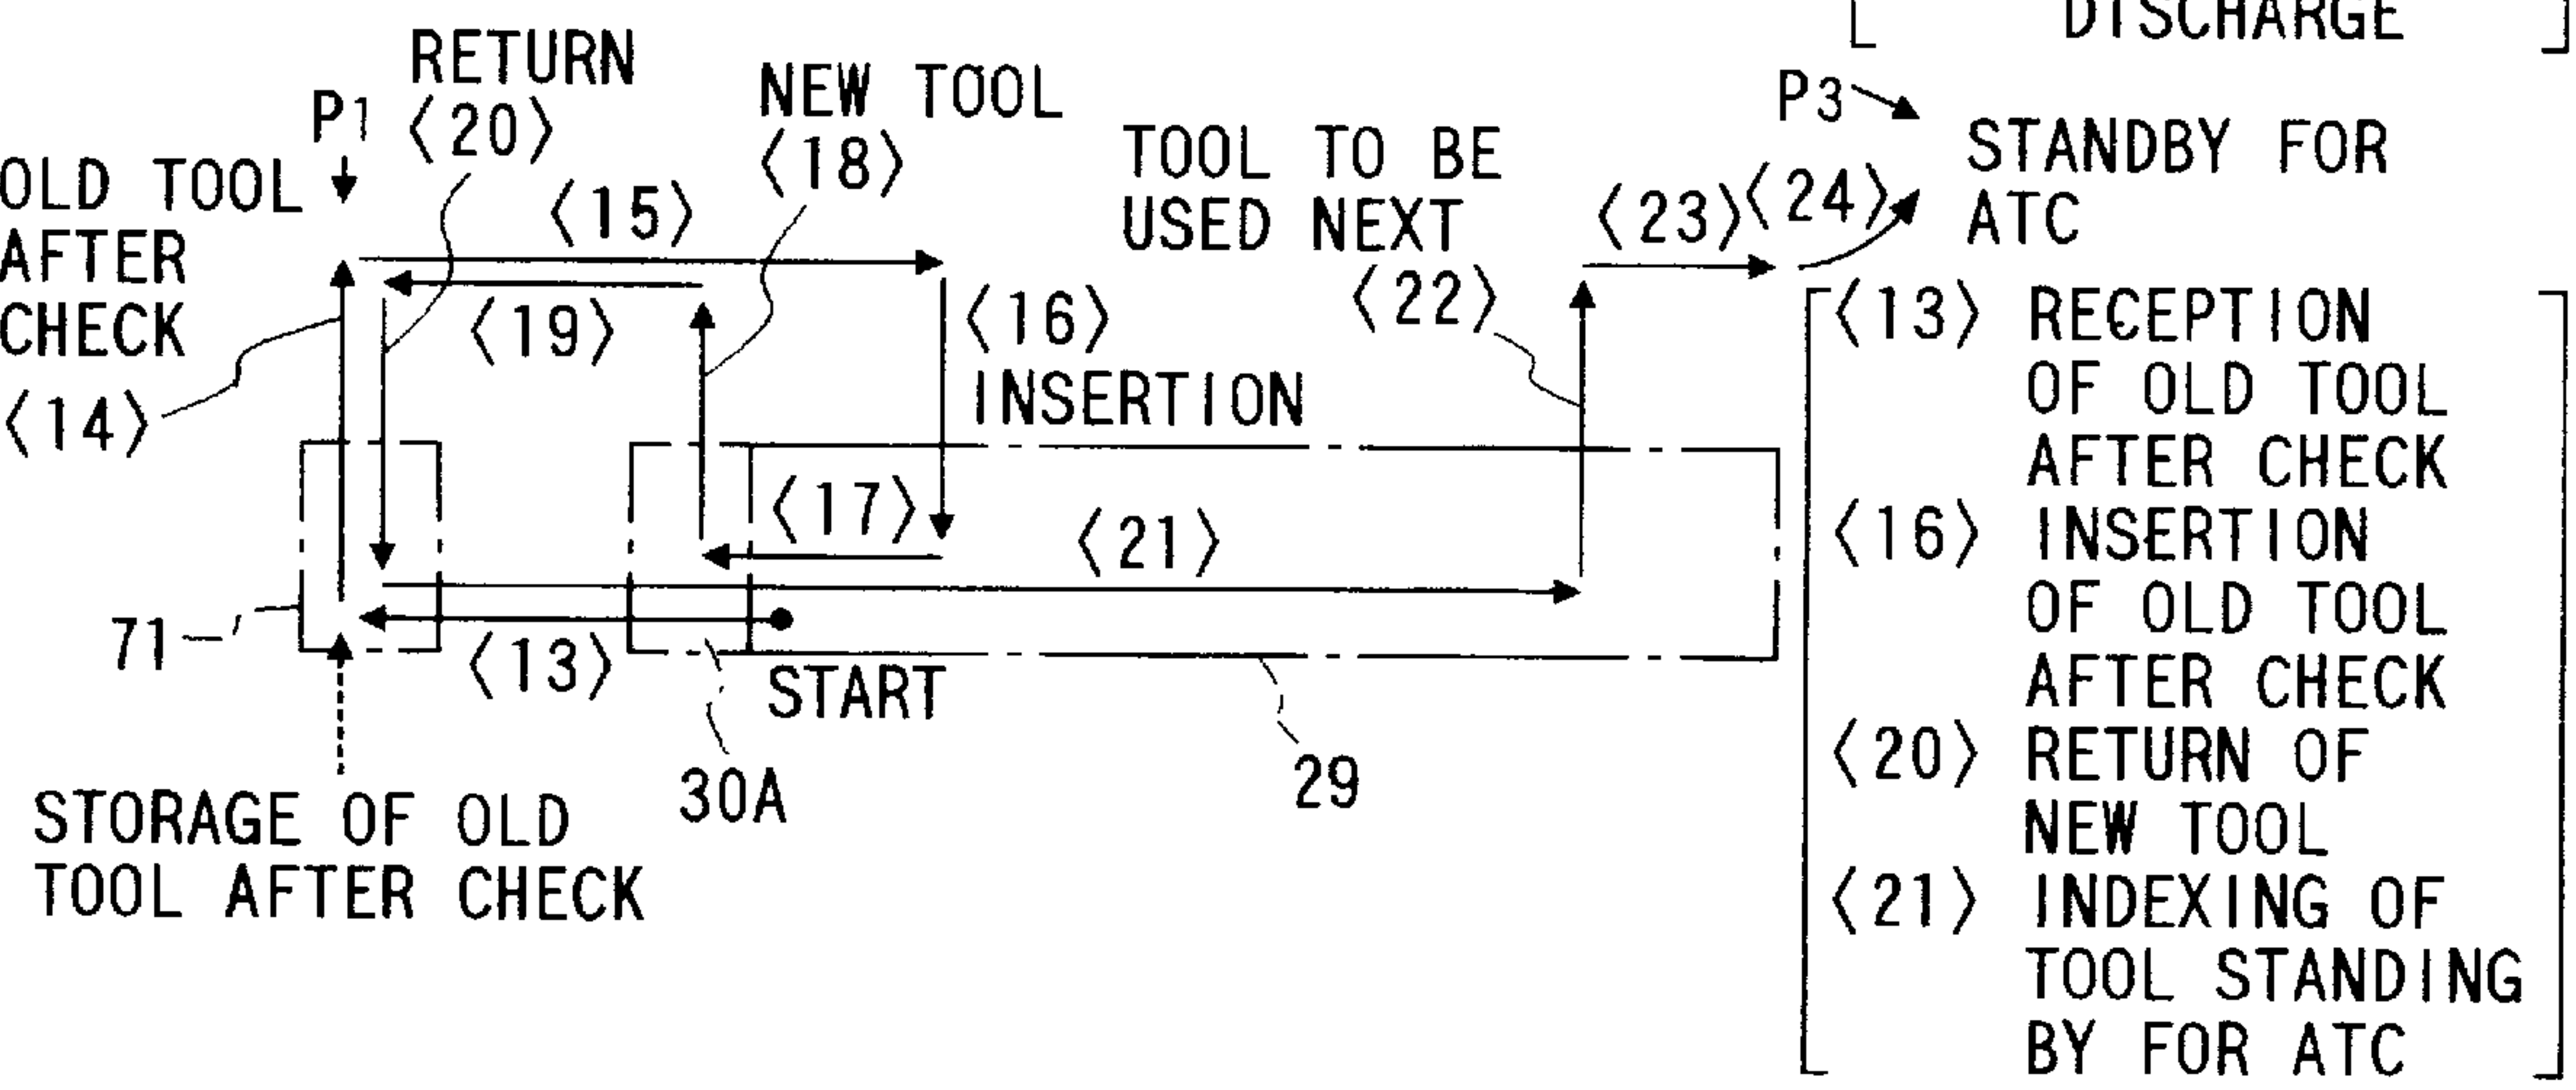 DISCHARGE
RETURN
<20>
P1
NEW TOOL
<18>
P3
OLD TOOL
AFTER
CHECK
<14>
<15>
<19>
TOOL TO BE
USED NEXT
<22>
<23>
<24>
STANDBY FOR
ATC
<16>
INSERTION
<17>
<21>
71
<13>
START
30A
29
STORAGE OF OLD
TOOL AFTER CHECK
<13> RECEPTION
OF OLD TOOL
AFTER CHECK
<16> INSERTION
OF OLD TOOL
AFTER CHECK
<20> RETURN OF
NEW TOOL
<21> INDEXING OF
TOOL STANDING
BY FOR ATC